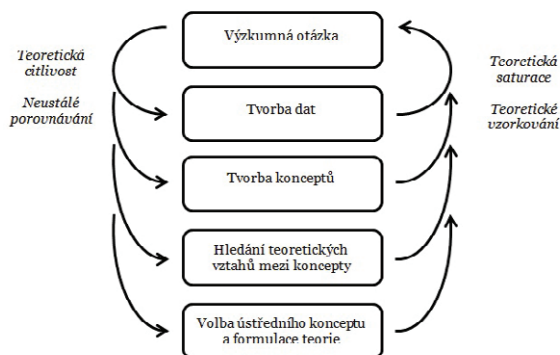 Výzkumná otázka
Teoretická
citlivost
Neustálé
porovnávání
Teoretická
saturace
Teoretické
vzorkování
Tvorba dat
Tvorba konceptů
Hledání teoretických
vztahů mezi koncepty
Volba ústředního konceptu
a formulace teorie